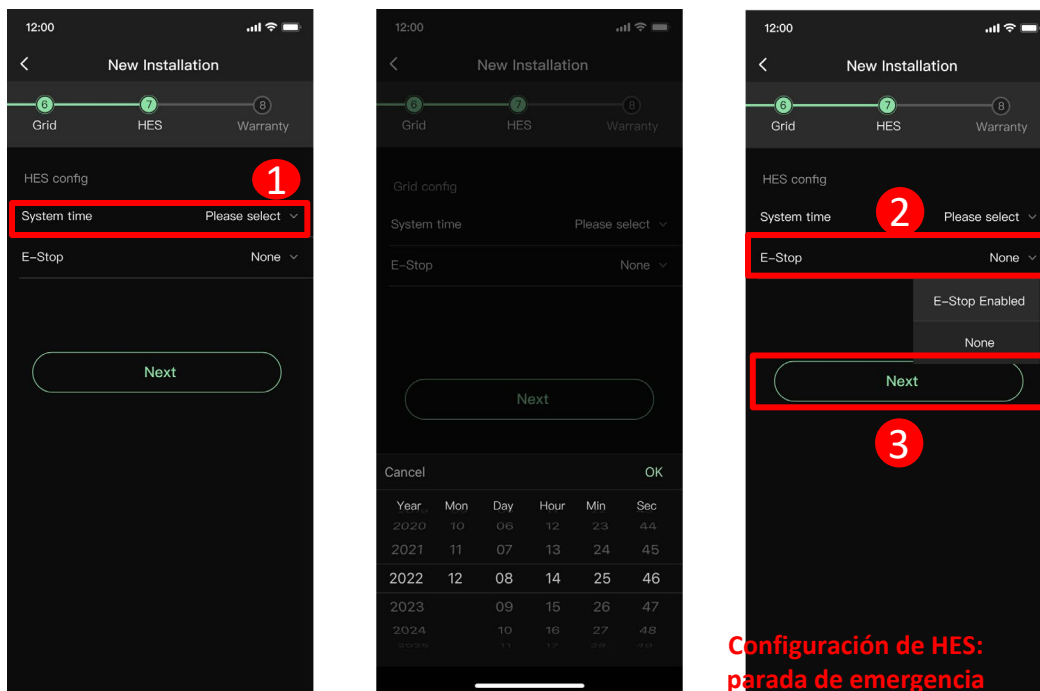 12:00
New Installation
6 7 8
Grid HES Warranty
HES config
1
System time Please select
E-Stop None
Next
12:00
New Installation
6 7 8
Grid HES Warranty
Grid config
System time Please select
E-Stop None
Next
Cancel OK
Year Mon Day Hour Min Sec
2020 10 06 12 23 44
2021 11 07 13 24 45
2022 12 08 14 25 46
2023 09 15 26 47
2024 10 16 27 48
12:00
New Installation
6 7 8
Grid HES Warranty
HES config
2
System time Please select
E-Stop None
E-Stop Enabled
None
Next
3
Configuración de HES:
parada de emergencia